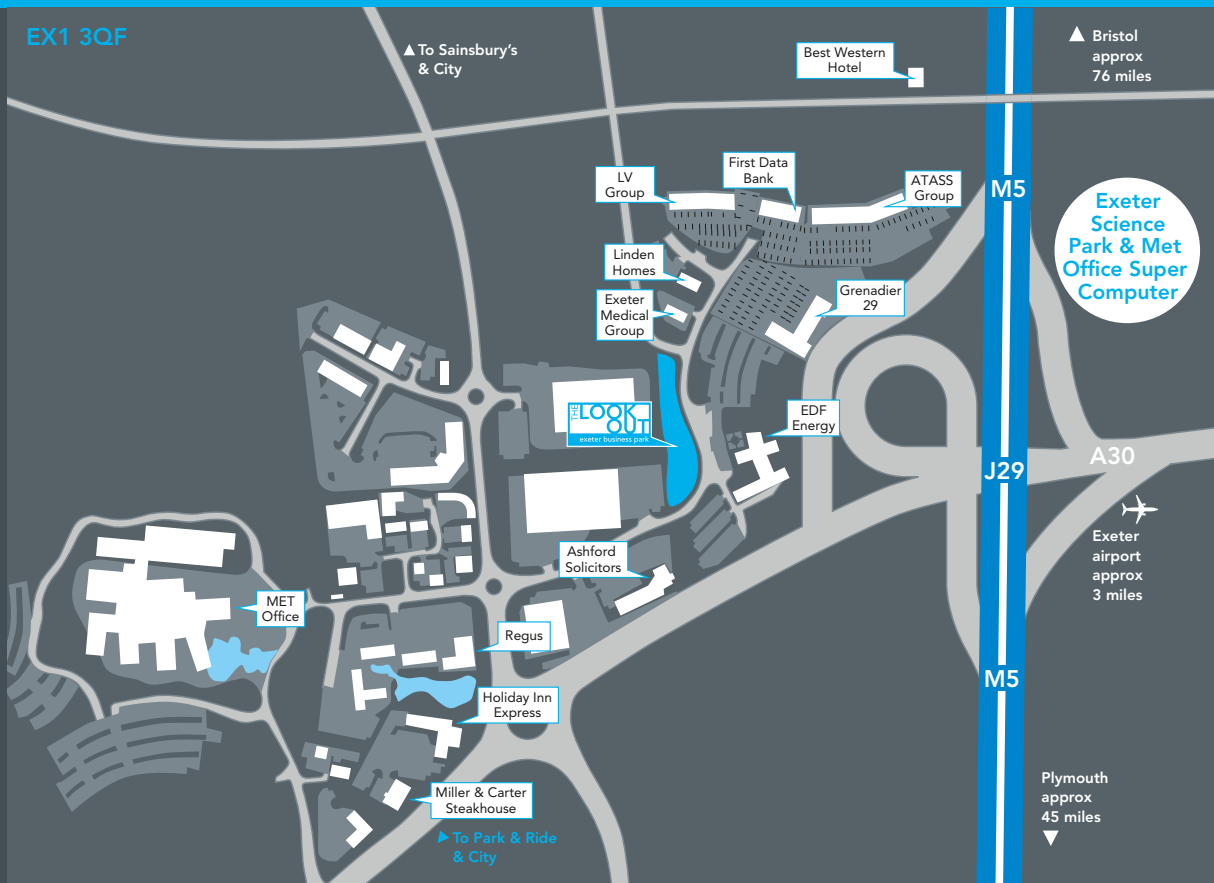 EX1 3QF
To Sainsbury's
& City
Best Western
Hotel
Bristol
approx
76 miles
LV
Group
First Data
Bank
ATASS
Group
M5
Exeter
Science
Park & Met
Office Super
Computer
Linden
Homes
Exeter
Medical
Group
Grenadier
29
THE
LOOK
OUT
exeter business park
EDF
Energy
J29
A30
Exeter
airport
approx
3 miles
Ashford
Solicitors
MET
Office
Regus
M5
Holiday Inn
Express
Miller & Carter
Steakhouse
To Park & Ride
& City
Plymouth
approx
45 miles